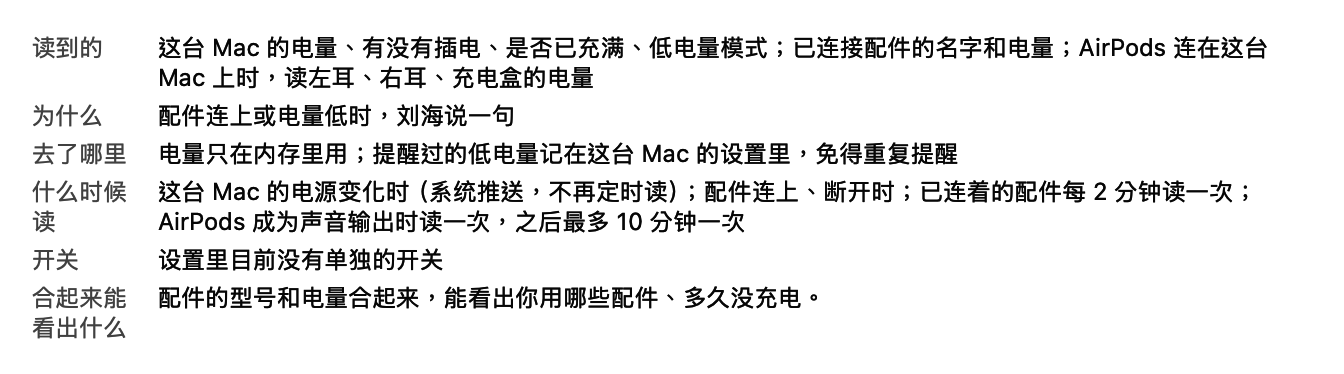 读到的 这台 Mac 的电量、有没有插电、是否已充满、低电量模式；已连接配件的名字和电量；AirPods 连在这台
Mac 上时，读左耳、右耳、充电盒的电量
为什么 配件连上或电量低时，刘海说一句
去了哪里 电量只在内存里用；提醒过的低电量记在这台 Mac 的设置里，免得重复提醒
什么时候 这台 Mac 的电源变化时（系统推送，不再定时读）；配件连上、断开时；已连着的配件每 2 分钟读一次；
读 AirPods 成为声音输出时读一次，之后最多 10 分钟一次
开关 设置里目前没有单独的开关
合起来能 配件的型号和电量合起来，能看出你用哪些配件、多久没充电。
看出什么